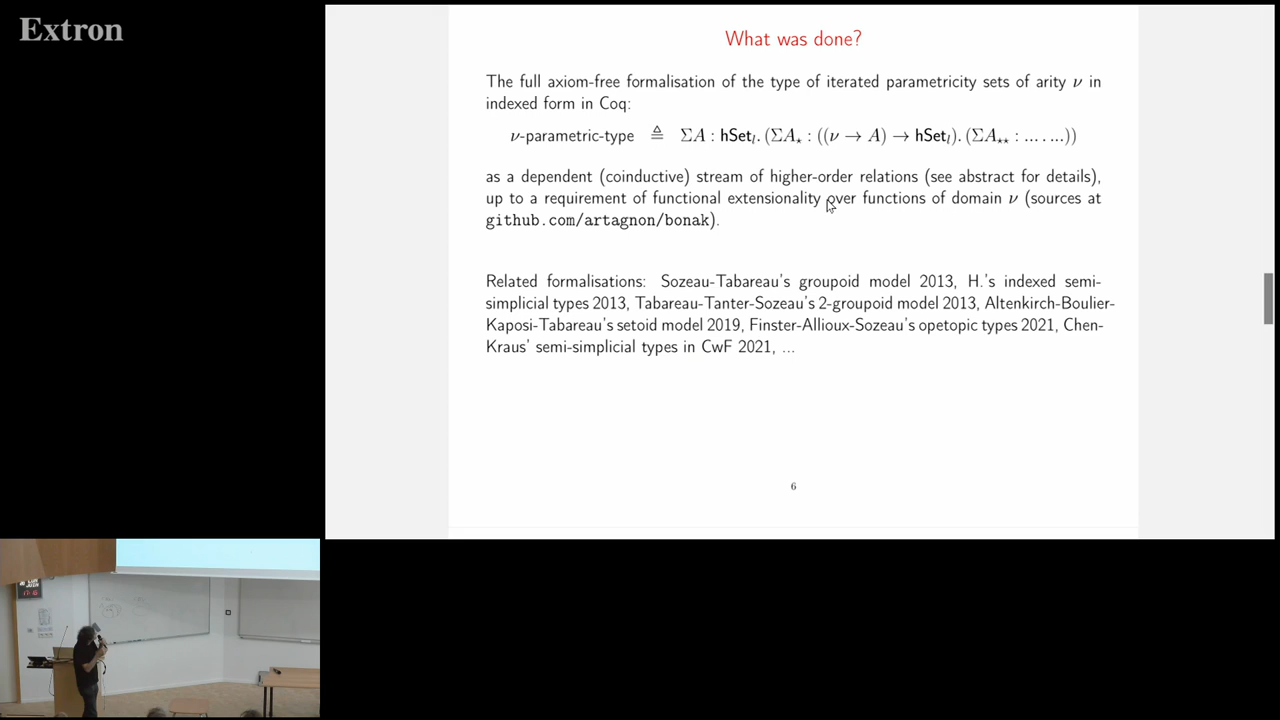 Extron
What was done?
The full axiom-free formalisation of the type of iterated parametricity sets of arity ν in
indexed form in Coq:
ν-parametric-type ≜ ΣA : hSetₗ. (ΣA⋆ : ((ν → A) → hSetₗ). (ΣA⋆⋆ : ... . ...))
as a dependent (coinductive) stream of higher-order relations (see abstract for details),
up to a requirement of functional extensionality over functions of domain ν (sources at
github.com/artagnon/bonak).
Related formalisations: Sozeau-Tabareau's groupoid model 2013, H.'s indexed semi-
simplicial types 2013, Tabareau-Tanter-Sozeau's 2-groupoid model 2013, Altenkirch-Boulier-
Kaposi-Tabareau's setoid model 2019, Finster-Allioux-Sozeau's opetopic types 2021, Chen-
Kraus' semi-simplicial types in CwF 2021, ...
6